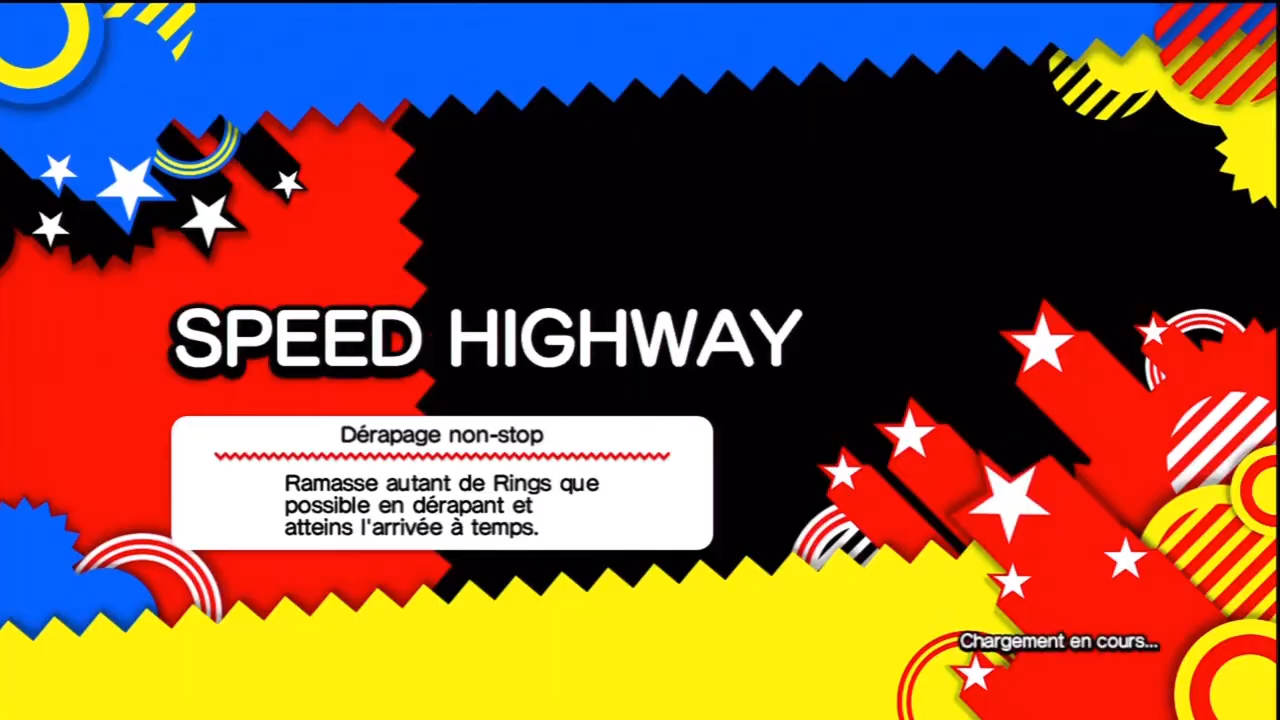 SPEED HIGHWAY
Dérapage non-stop
Ramasse autant de Rings que
possible en dérapant et
atteins l'arrivée à temps.
Chargement en cours...